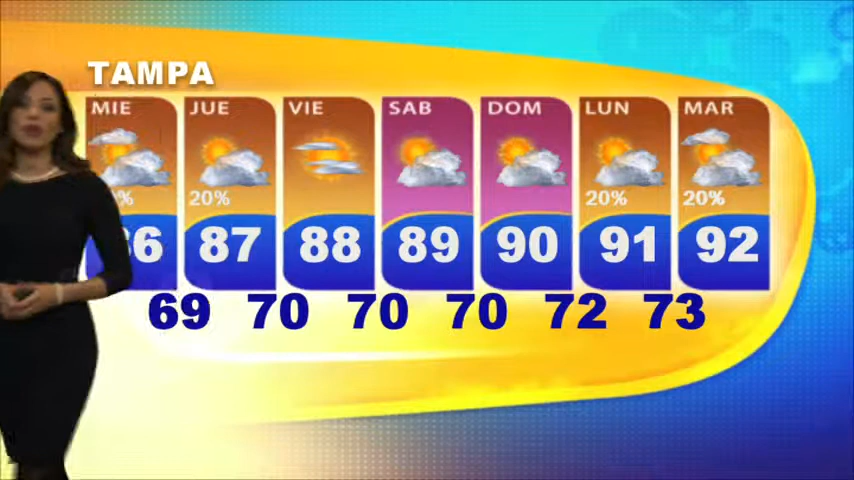 TAMPA
MIE JUE VIE SAB DOM LUN MAR
20% 20% 20%
87 88 89 90 91 92
69 70 70 70 72 73